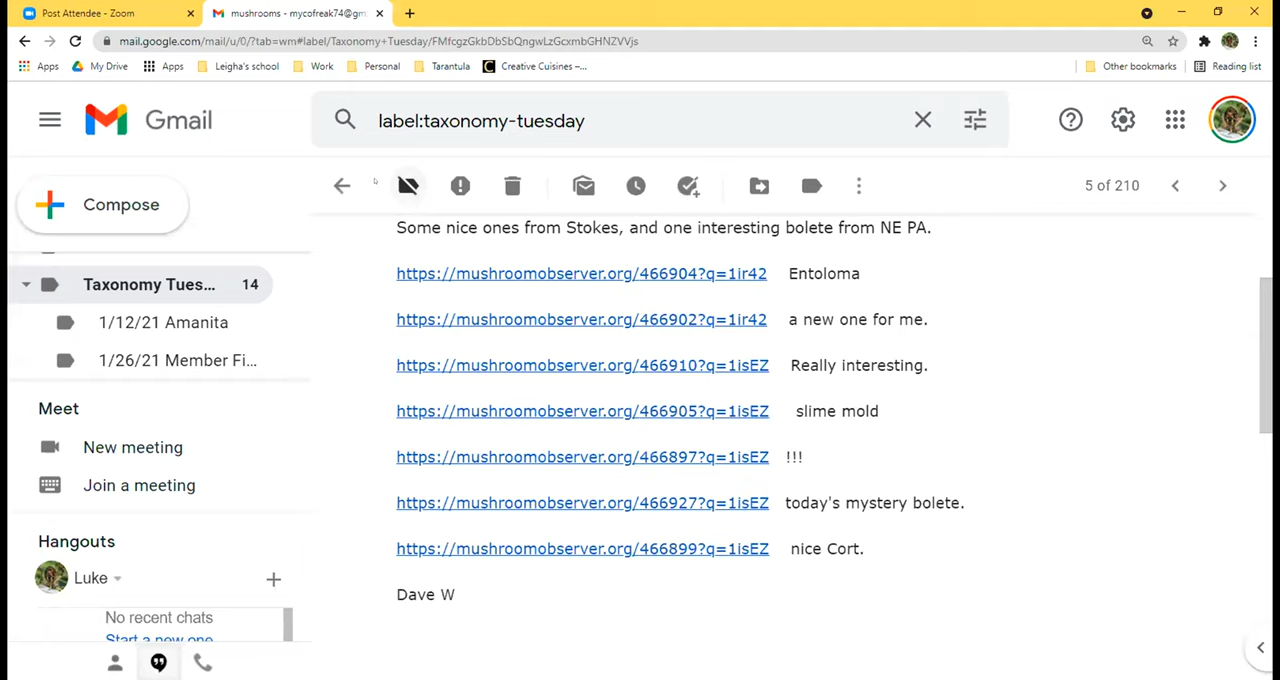 Post Attendee - Zoom
mushrooms - mycofreak74@gm
mail.google.com/mail/u/0/?tab=wm#label/Taxonomy+Tuesday/FMfcgzGkbDbSbQngwLzGcxmbGHNZVVjs
Apps
My Drive
Apps
Leigha's school
Work
Personal
Tarantula
Creative Cuisines –...
Other bookmarks
Reading list
Gmail
label:taxonomy-tuesday
Compose
5 of 210
Taxonomy Tues... 14
1/12/21 Amanita
1/26/21 Member Fi...
Meet
New meeting
Join a meeting
Hangouts
Luke
No recent chats
Start a new one
Some nice ones from Stokes, and one interesting bolete from NE PA.
https://mushroomobserver.org/466904?q=1ir42 Entoloma
https://mushroomobserver.org/466902?q=1ir42 a new one for me.
https://mushroomobserver.org/466910?q=1isEZ Really interesting.
https://mushroomobserver.org/466905?q=1isEZ slime mold
https://mushroomobserver.org/466897?q=1isEZ !!!
https://mushroomobserver.org/466927?q=1isEZ today's mystery bolete.
https://mushroomobserver.org/466899?q=1isEZ nice Cort.
Dave W